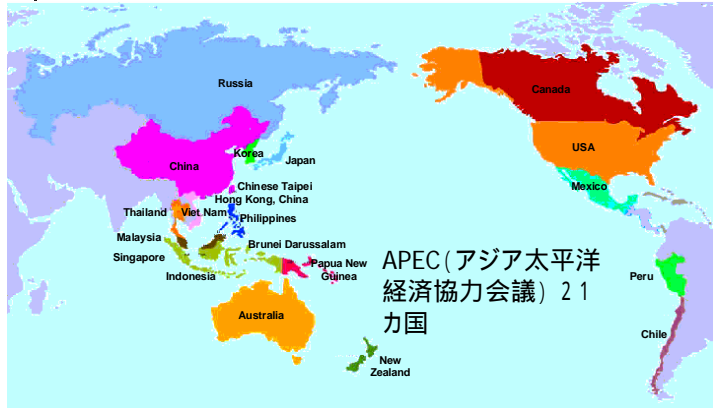 Russia
Canada
USA
Korea
Japan
China
Mexico
Chinese Taipei
Hong Kong, China
Thailand
Viet Nam
Philippines
Malaysia
Brunei Darussalam
Singapore
Papua New
Guinea
Indonesia
APEC(アジア太平洋
経済協力会議) 21
カ国
Peru
Australia
Chile
New
Zealand